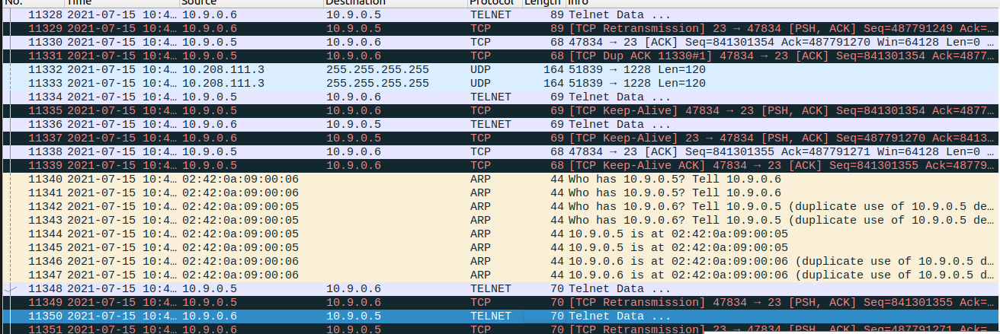 No. Time Source Destination Protocol Length Info
11328 2021-07-15 10:4… 10.9.0.6 10.9.0.5 TELNET 89 Telnet Data ...
11329 2021-07-15 10:4… 10.9.0.6 10.9.0.5 TCP 89 [TCP Retransmission] 23 → 47834 [PSH, ACK] Seq=487791249 Ack=…
11330 2021-07-15 10:4… 10.9.0.5 10.9.0.6 TCP 68 47834 → 23 [ACK] Seq=841301354 Ack=487791270 Win=64128 Len=0 …
11331 2021-07-15 10:4… 10.9.0.5 10.9.0.6 TCP 68 [TCP Dup ACK 11330#1] 47834 → 23 [ACK] Seq=841301354 Ack=4877…
11332 2021-07-15 10:4… 10.208.111.3 255.255.255.255 UDP 164 51839 → 1228 Len=120
11333 2021-07-15 10:4… 10.208.111.3 255.255.255.255 UDP 164 51839 → 1228 Len=120
11334 2021-07-15 10:4… 10.9.0.5 10.9.0.6 TELNET 69 Telnet Data ...
11335 2021-07-15 10:4… 10.9.0.5 10.9.0.6 TCP 69 [TCP Keep-Alive] 47834 → 23 [PSH, ACK] Seq=841301354 Ack=4877…
11336 2021-07-15 10:4… 10.9.0.6 10.9.0.5 TELNET 69 Telnet Data ...
11337 2021-07-15 10:4… 10.9.0.6 10.9.0.5 TCP 69 [TCP Keep-Alive] 23 → 47834 [PSH, ACK] Seq=487791270 Ack=8413…
11338 2021-07-15 10:4… 10.9.0.5 10.9.0.6 TCP 68 47834 → 23 [ACK] Seq=841301355 Ack=487791271 Win=64128 Len=0 …
11339 2021-07-15 10:4… 10.9.0.5 10.9.0.6 TCP 68 [TCP Keep-Alive ACK] 47834 → 23 [ACK] Seq=841301355 Ack=48779…
11340 2021-07-15 10:4… 02:42:0a:09:00:06 ARP 44 Who has 10.9.0.5? Tell 10.9.0.6
11341 2021-07-15 10:4… 02:42:0a:09:00:06 ARP 44 Who has 10.9.0.5? Tell 10.9.0.6
11342 2021-07-15 10:4… 02:42:0a:09:00:05 ARP 44 Who has 10.9.0.6? Tell 10.9.0.5 (duplicate use of 10.9.0.5 de…
11343 2021-07-15 10:4… 02:42:0a:09:00:05 ARP 44 Who has 10.9.0.6? Tell 10.9.0.5 (duplicate use of 10.9.0.5 de…
11344 2021-07-15 10:4… 02:42:0a:09:00:05 ARP 44 10.9.0.5 is at 02:42:0a:09:00:05
11345 2021-07-15 10:4… 02:42:0a:09:00:05 ARP 44 10.9.0.5 is at 02:42:0a:09:00:05
11346 2021-07-15 10:4… 02:42:0a:09:00:06 ARP 44 10.9.0.6 is at 02:42:0a:09:00:06 (duplicate use of 10.9.0.5 d…
11347 2021-07-15 10:4… 02:42:0a:09:00:06 ARP 44 10.9.0.6 is at 02:42:0a:09:00:06 (duplicate use of 10.9.0.5 d…
11348 2021-07-15 10:4… 10.9.0.5 10.9.0.6 TELNET 70 Telnet Data ...
11349 2021-07-15 10:4… 10.9.0.5 10.9.0.6 TCP 70 [TCP Retransmission] 47834 → 23 [PSH, ACK] Seq=841301355 Ack=…
11350 2021-07-15 10:4… 10.9.0.6 10.9.0.5 TELNET 70 Telnet Data ...
11351 2021-07-15 10:4… 10.9.0.6 10.9.0.5 TCP 70 [TCP Retransmission] 23 → 47834 [PSH, ACK] Seq=487791271 Ack=…